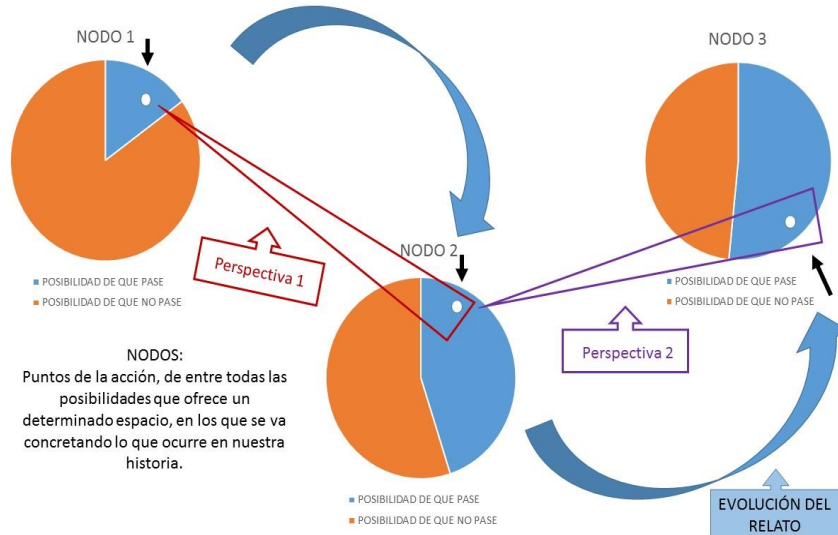 NODO 1
POSIBILIDAD DE QUE PASE
POSIBILIDAD DE QUE NO PASE
Perspectiva 1
NODOS:
Puntos de la acción, de entre todas las
posibilidades que ofrece un
determinado espacio, en los que se va
concretando lo que ocurre en nuestra
historia.
NODO 2
POSIBILIDAD DE QUE PASE
POSIBILIDAD DE QUE NO PASE
NODO 3
POSIBILIDAD DE QUE PASE
POSIBILIDAD DE QUE NO PASE
Perspectiva 2
EVOLUCIÓN DEL
RELATO